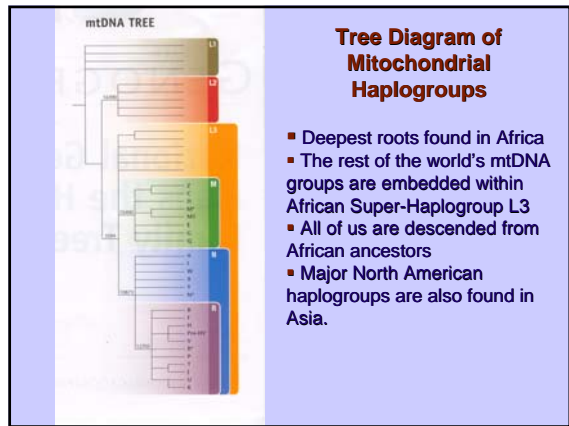 mtDNA TREE
L1
L2
L3
M
Z
C
D
E
G
Q
N
I
W
X
Y
R
B
F
H
Pre-HV
V
R*
P
T
J
U
K
Tree Diagram of
Mitochondrial
Haplogroups
▪ Deepest roots found in Africa
▪ The rest of the world’s mtDNA
groups are embedded within
African Super-Haplogroup L3
▪ All of us are descended from
African ancestors
▪ Major North American
haplogroups are also found in
Asia.